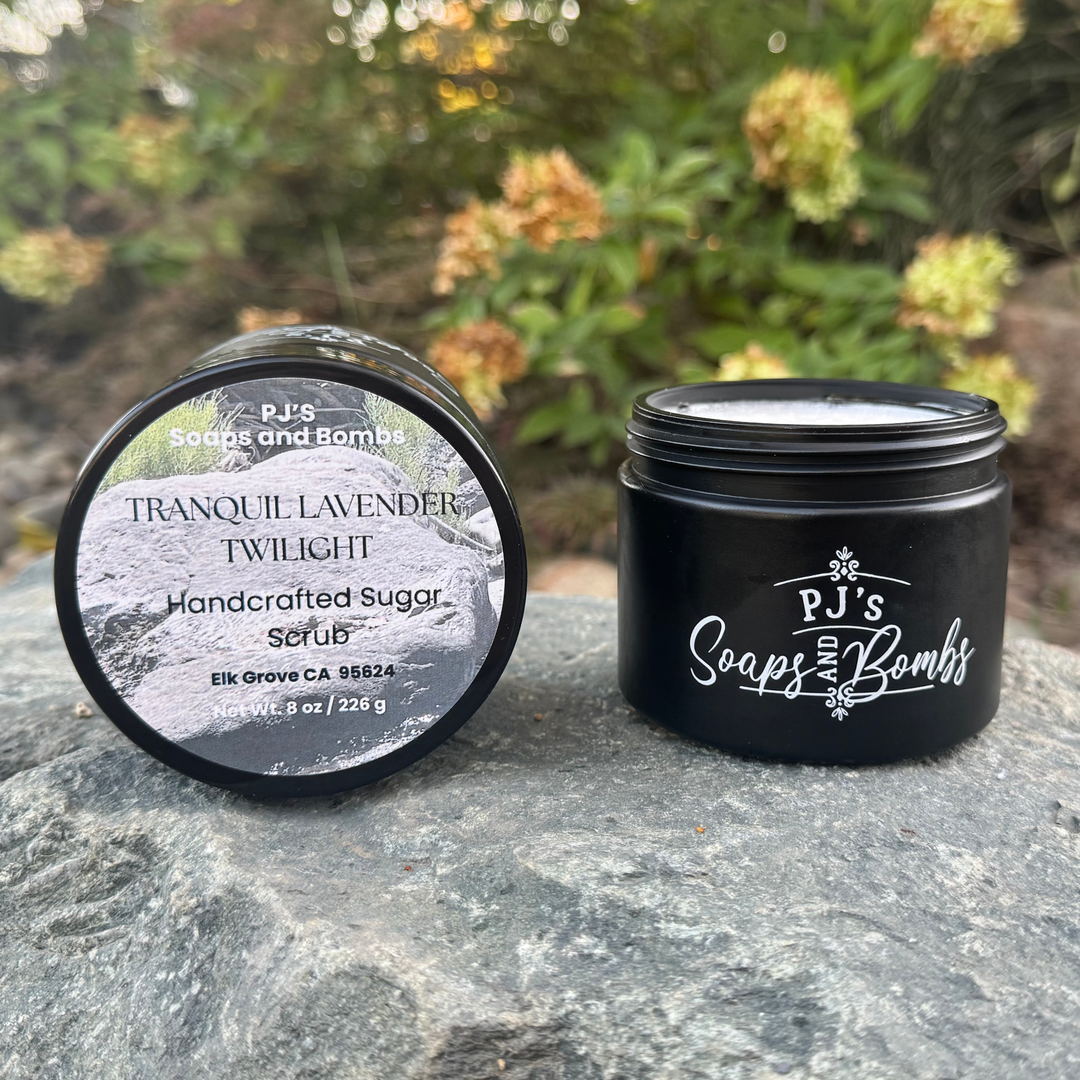 PJ'S
Soaps and Bombs
TRANQUIL LAVENDER
TWILIGHT
Handcrafted Sugar
Scrub
Elk Grove CA 95624
Net Wt. 8 oz / 226 g
PJ's
Soaps AND Bombs